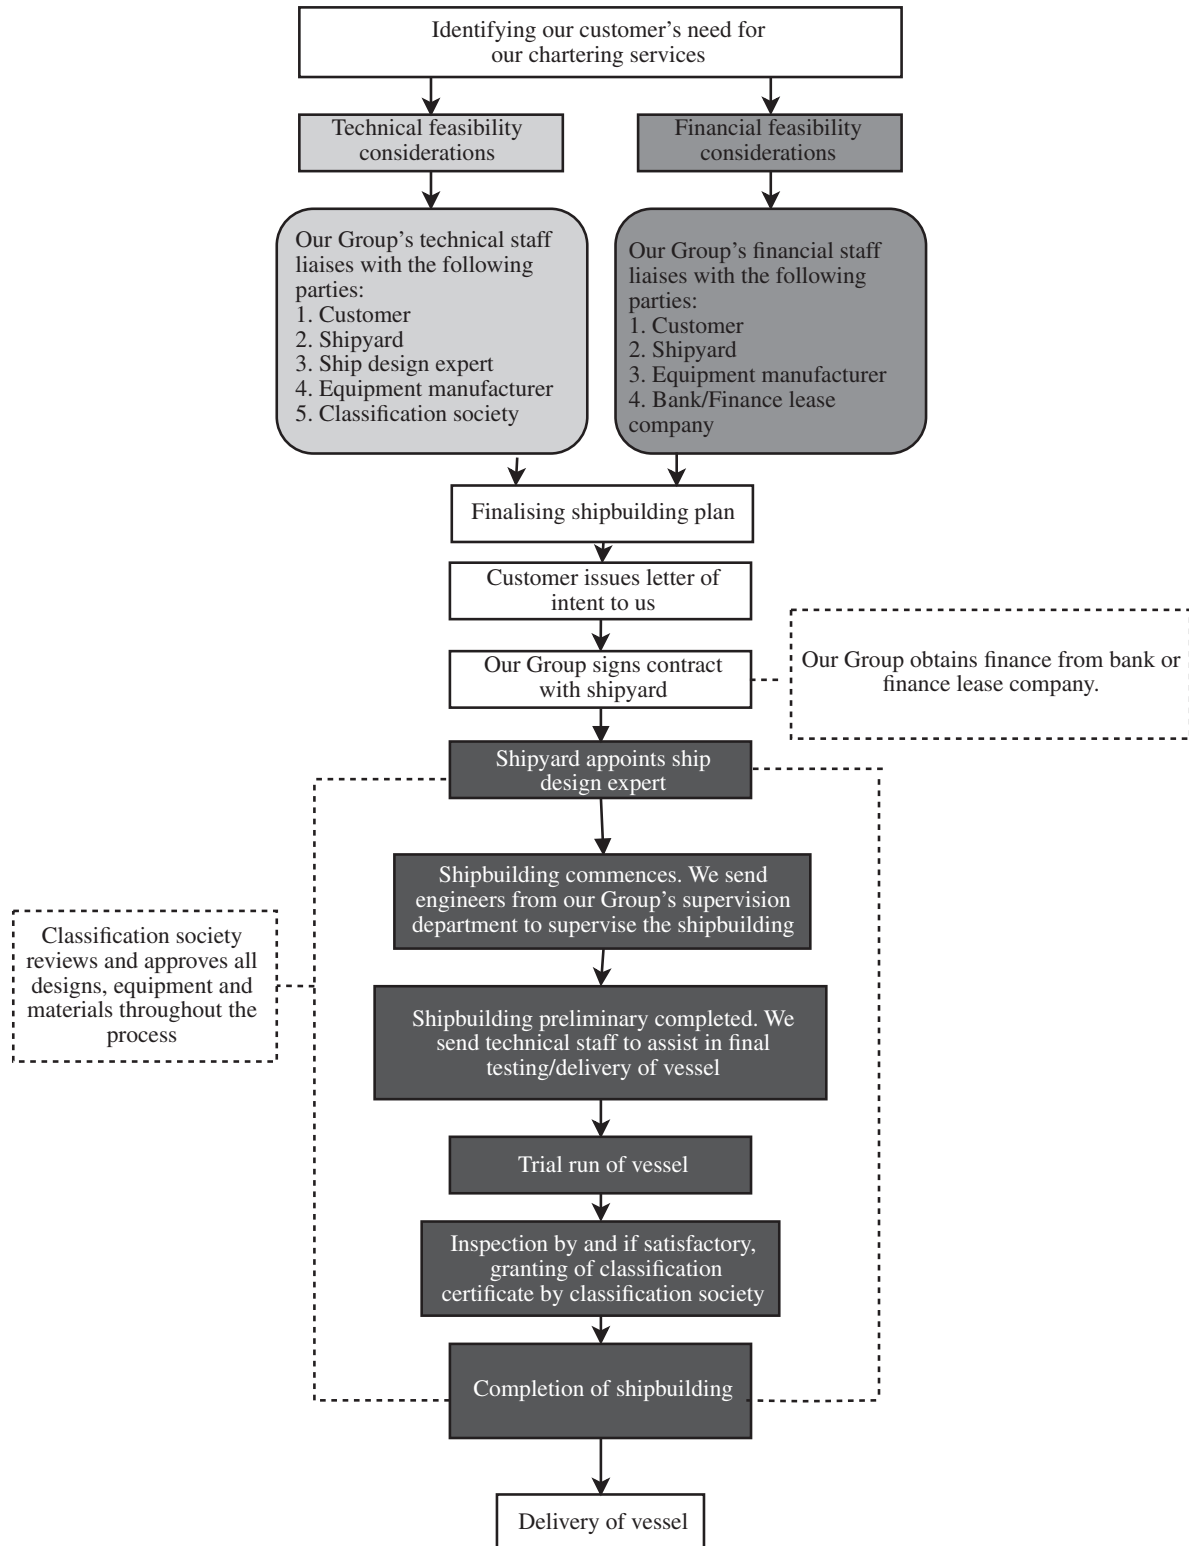 Identifying our customer's need for
our chartering services
Technical feasibility
considerations
Financial feasibility
considerations
Our Group's technical staff
liaises with the following
parties:
1. Customer
2. Shipyard
3. Ship design expert
4. Equipment manufacturer
5. Classification society
Our Group's financial staff
liaises with the following
parties:
1. Customer
2. Shipyard
3. Equipment manufacturer
4. Bank/Finance lease
company
Finalising shipbuilding plan
Customer issues letter of
intent to us
Our Group signs contract
with shipyard
Our Group obtains finance from bank or
finance lease company.
Shipyard appoints ship
design expert
Shipbuilding commences. We send
engineers from our Group's supervision
department to supervise the shipbuilding
Classification society
reviews and approves all
designs, equipment and
materials throughout the
process
Shipbuilding preliminary completed. We
send technical staff to assist in final
testing/delivery of vessel
Trial run of vessel
Inspection by and if satisfactory,
granting of classification
certificate by classification society
Completion of shipbuilding
Delivery of vessel